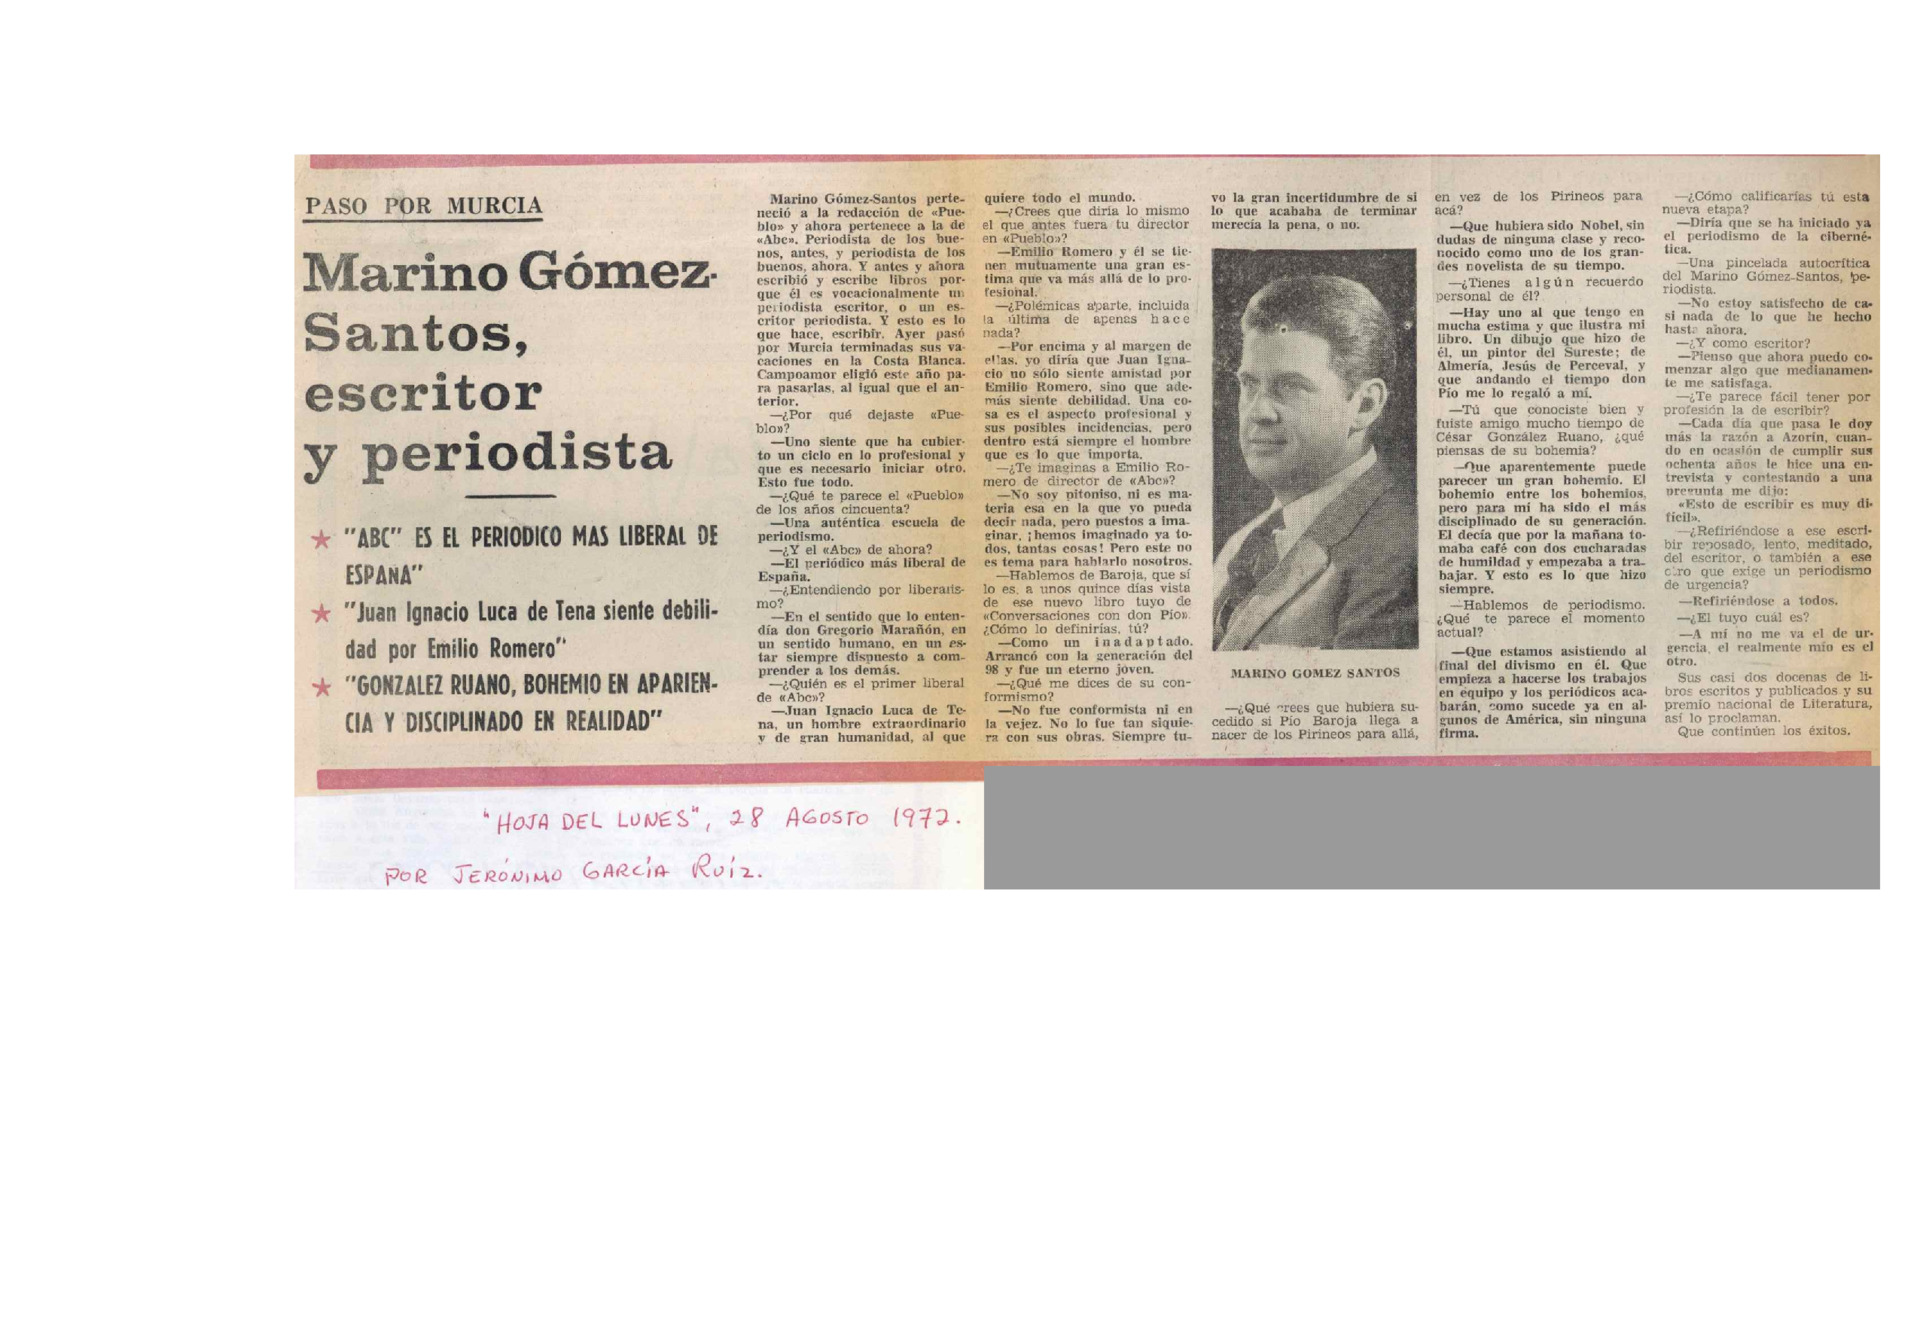 PASO POR MURCIA
Marino Gómez-
Santos,
escritor
y periodista
★ "ABC" ES EL PERIODICO MAS LIBERAL DE
ESPAÑA"
★ "Juan Ignacio Luca de Tena siente debili-
dad por Emilio Romero"
★ "GONZALEZ RUANO, BOHEMIO EN APARIEN-
CIA Y DISCIPLINADO EN REALIDAD"
Marino Gómez-Santos perte-
neció a la redacción de «Pue-
blo» y ahora pertenece a la de
«Abc». Periodista de los bue-
nos, antes, y periodista de los
buenos, ahora. Y antes y ahora
escribió y escribe libros por-
que él es vocacionalmente un
periodista escritor, o un es-
critor periodista. Y esto es lo
que hace, escribir. Ayer pasó
por Murcia terminadas sus va-
caciones en la Costa Blanca.
Campoamor eligió este año pa-
ra pasarlas, al igual que el an-
terior.
—¿Por qué dejaste «Pue-
blo»?
—Uno siente que ha cubier-
to un ciclo en lo profesional y
que es necesario iniciar otro.
Esto fue todo.
—¿Qué te parece el «Pueblo»
de los años cincuenta?
—Una auténtica escuela de
periodismo.
—¿Y el «Abc» de ahora?
—El periódico más liberal de
España.
—¿Entendiendo por liberaris-
mo?
—En el sentido que lo enten-
día don Gregorio Marañón, en
un sentido humano, en un es-
tar siempre dispuesto a com-
prender a los demás.
—¿Quién es el primer liberal
de «Abc»?
—Juan Ignacio Luca de Te-
na, un hombre extraordinario
y de gran humanidad, al que
quiere todo el mundo.
—¿Crees que diría lo mismo
el que antes fuera tu director
en «Pueblo»?
—Emilio Romero y él se tie-
nen mutuamente una gran es-
tima que va más allá de lo pro-
fesional.
—¿Polémicas aparte, incluida
la última de apenas hace
nada?
—Por encima y al margen de
ellas, yo diría que Juan Igna-
cio no sólo siente amistad por
Emilio Romero, sino que ade-
más siente debilidad. Una co-
sa es el aspecto profesional y
sus posibles incidencias, pero
dentro está siempre el hombre
que es lo que importa.
—¿Te imaginas a Emilio Ro-
mero de director de «Abc»?
—No soy pitoniso, ni es ma-
teria esa en la que yo pueda
decir nada, pero puestos a ima-
ginar, ¡hemos imaginado ya to-
dos, tantas cosas! Pero este no
es tema para hablarlo nosotros.
—Hablemos de Baroja, que sí
lo es, a unos quince días vista
de ese nuevo libro tuyo de
«Conversaciones con don Pío».
¿Cómo lo definirías, tú?
—Como un inadaptado.
Arrancó con la generación del
98 y fue un eterno joven.
—¿Qué me dices de su con-
formismo?
—No fue conformista ni en
la vejez. No lo fue tan siquie-
ra con sus obras. Siempre tu-
vo la gran incertidumbre de si
lo que acababa de terminar
merecía la pena, o no.
MARINO GOMEZ SANTOS
—¿Qué crees que hubiera su-
cedido si Pío Baroja llega a
nacer de los Pirineos para allá,
en vez de los Pirineos para
acá?
—Que hubiera sido Nobel, sin
dudas de ninguna clase y reco-
nocido como uno de los gran-
des novelista de su tiempo.
—¿Tienes algún recuerdo
personal de él?
—Hay uno al que tengo en
mucha estima y que ilustra mi
libro. Un dibujo que hizo de
él, un pintor del Sureste; de
Almería, Jesús de Perceval, y
que andando el tiempo don
Pío me lo regaló a mí.
—Tú que conociste bien y
fuiste amigo mucho tiempo de
César González Ruano, ¿qué
piensas de su bohemia?
—Que aparentemente puede
parecer un gran bohemio. El
bohemio entre los bohemios,
pero para mí ha sido el más
disciplinado de su generación.
El decía que por la mañana to-
maba café con dos cucharadas
de humildad y empezaba a tra-
bajar. Y esto es lo que hizo
siempre.
—Hablemos de periodismo.
¿Qué te parece el momento
actual?
—Que estamos asistiendo al
final del divismo en él. Que
empieza a hacerse los trabajos
en equipo y los periódicos aca-
barán, como sucede ya en al-
gunos de América, sin ninguna
firma.
—¿Cómo calificarías tú esta
nueva etapa?
—Diría que se ha iniciado ya
el periodismo de la ciberné-
tica.
—Una pincelada autocrítica
del Marino Gómez-Santos, pe-
riodista.
—No estoy satisfecho de ca-
si nada de lo que he hecho
hasta ahora.
—¿Y como escritor?
—Pienso que ahora puedo co-
menzar algo que medianamen-
te me satisfaga.
—¿Te parece fácil tener por
profesión la de escribir?
—Cada día que pasa le doy
más la razón a Azorín, cuan-
do en ocasión de cumplir sus
ochenta años le hice una en-
trevista y contestando a una
pregunta me dijo:
«Esto de escribir es muy di-
fícil».
—¿Refiriéndose a ese escri-
bir reposado, lento, meditado,
del escritor, o también a ese
otro que exige un periodismo
de urgencia?
—Refiriéndose a todos.
—¿El tuyo cuál es?
—A mí no me va el de ur-
gencia, el realmente mío es el
otro.
Sus casi dos docenas de li-
bros escritos y publicados y su
premio nacional de Literatura,
así lo proclaman.
Que continúen los éxitos.
"HOJA DEL LUNES", 28 AGOSTO 1972.
POR JERÓNIMO GARCÍA RUÍZ.